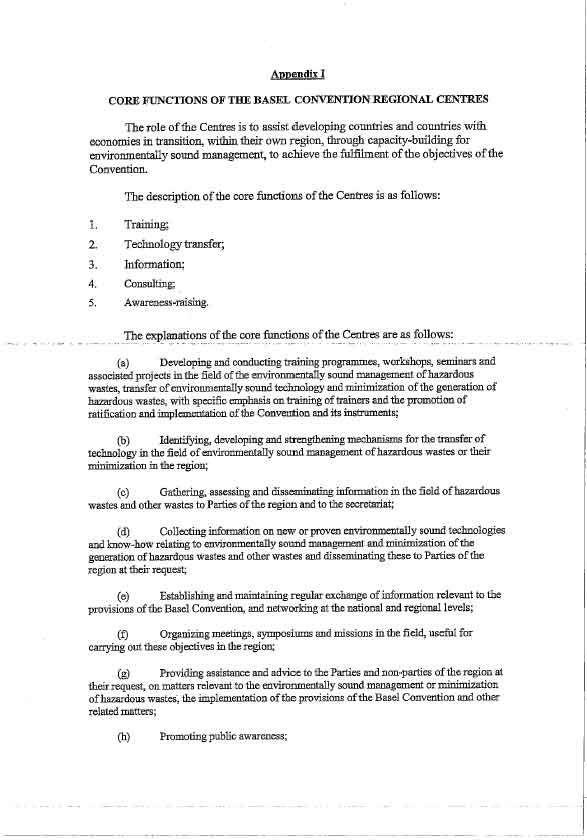 Appendix I
CORE FUNCTIONS OF THE BASEL CONVENTION REGIONAL CENTRES
The role of the Centres is to assist developing countries and countries with
economies in transition, within their own region, through capacity-building for
environmentally sound management, to achieve the fulfilment of the objectives of the
Convention.
The description of the core functions of the Centres is as follows:
1. Training;
2. Technology transfer;
3. Information;
4. Consulting;
5. Awareness-raising.
The explanations of the core functions of the Centres are as follows:
(a) Developing and conducting training programmes, workshops, seminars and
associated projects in the field of the environmentally sound management of hazardous
wastes, transfer of environmentally sound technology and minimization of the generation of
hazardous wastes, with specific emphasis on training of trainers and the promotion of
ratification and implementation of the Convention and its instruments;
(b) Identifying, developing and strengthening mechanisms for the transfer of
technology in the field of environmentally sound management of hazardous wastes or their
minimization in the region;
(c) Gathering, assessing and disseminating information in the field of hazardous
wastes and other wastes to Parties of the region and to the secretariat;
(d) Collecting information on new or proven environmentally sound technologies
and know-how relating to environmentally sound management and minimization of the
generation of hazardous wastes and other wastes and disseminating these to Parties of the
region at their request;
(e) Establishing and maintaining regular exchange of information relevant to the
provisions of the Basel Convention, and networking at the national and regional levels;
(f) Organizing meetings, symposiums and missions in the field, useful for
carrying out these objectives in the region;
(g) Providing assistance and advice to the Parties and non-parties of the region at
their request, on matters relevant to the environmentally sound management or minimization
of hazardous wastes, the implementation of the provisions of the Basel Convention and other
related matters;
(h) Promoting public awareness;